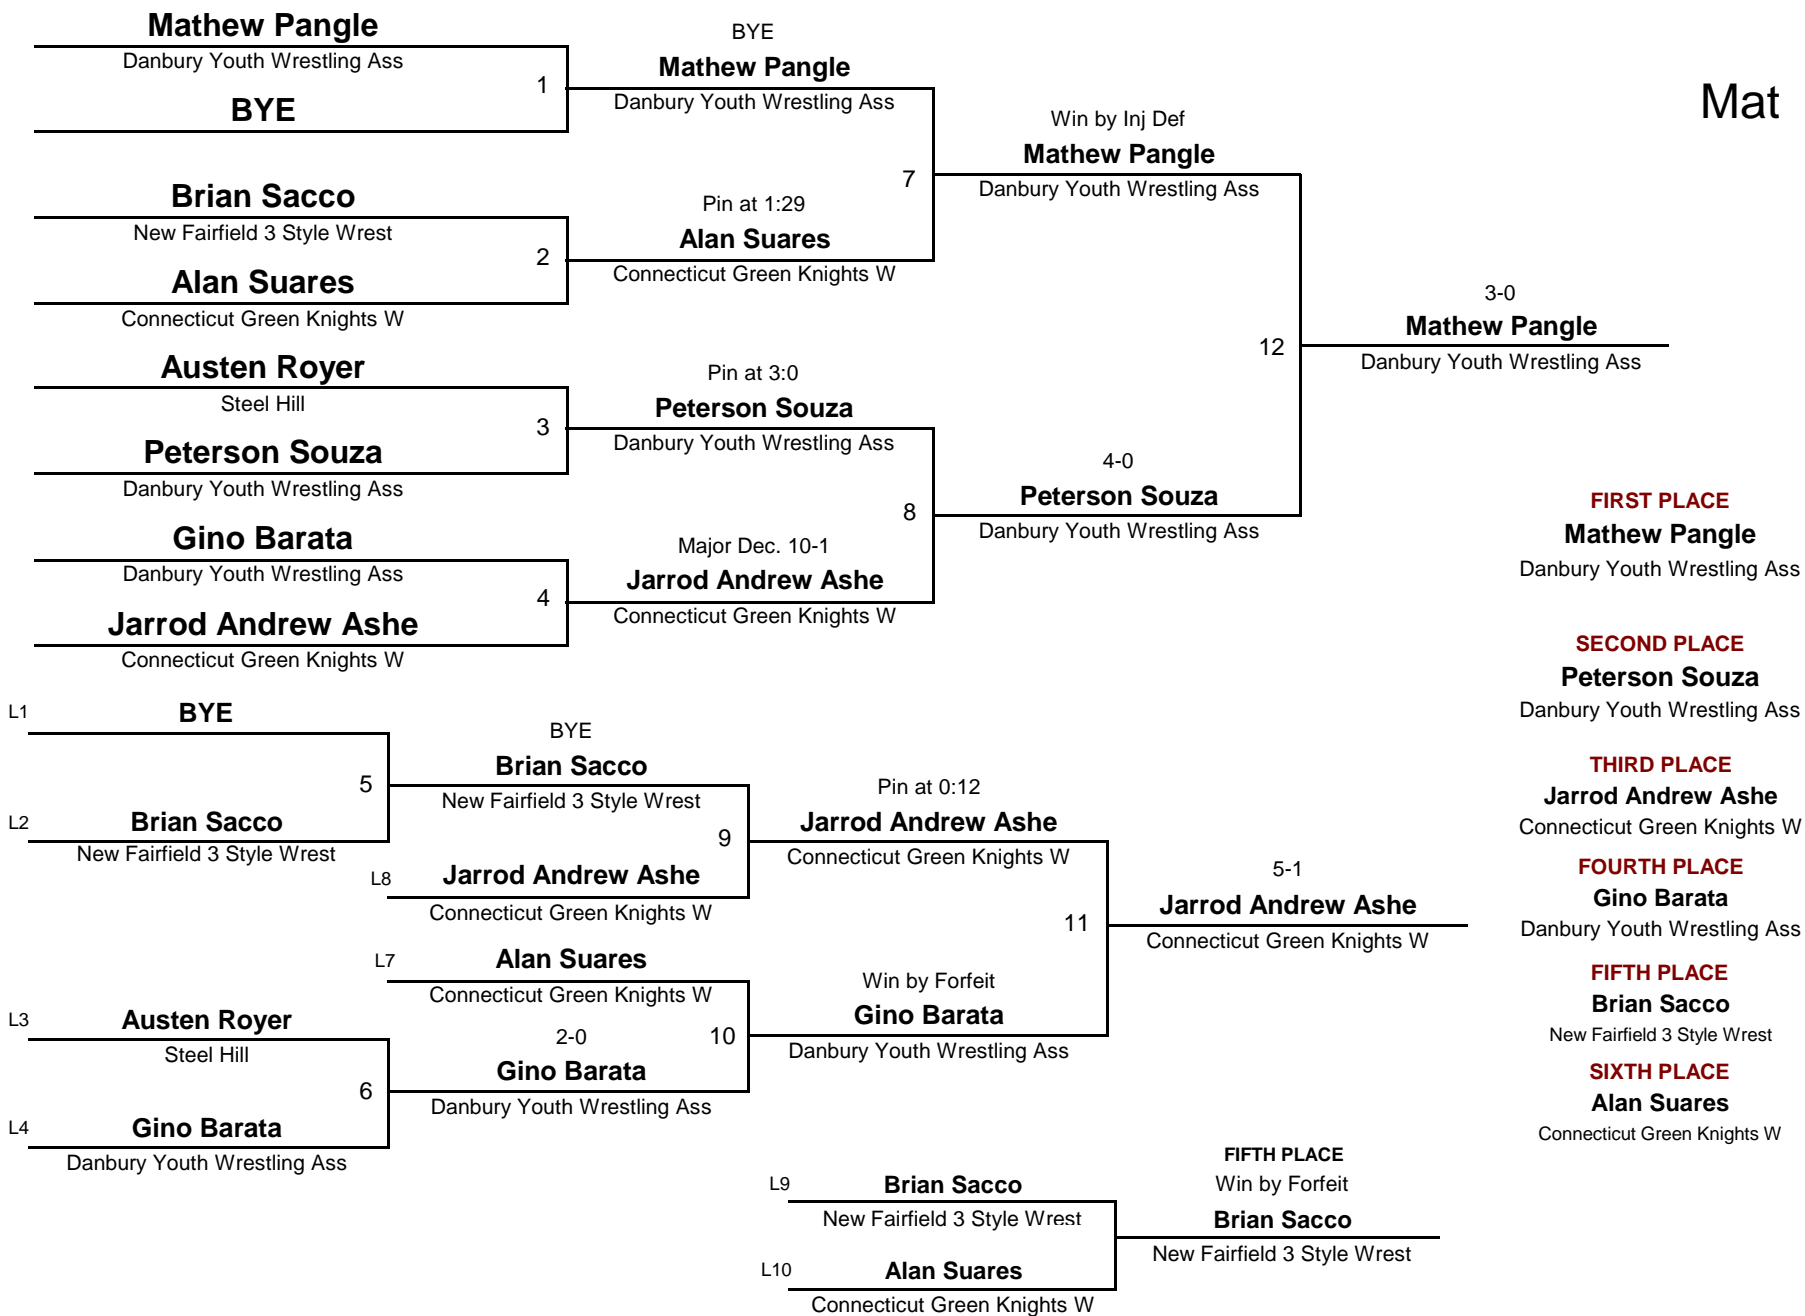 Mathew Pangle
Danbury Youth Wrestling Ass
1
BYE
BYE
Mathew Pangle
Danbury Youth Wrestling Ass
Mat
Win by Inj Def
Mathew Pangle
Danbury Youth Wrestling Ass
7
Brian Sacco
New Fairfield 3 Style Wrest
2
Alan Suares
Connecticut Green Knights W
Pin at 1:29
Alan Suares
Connecticut Green Knights W
3-0
Mathew Pangle
Danbury Youth Wrestling Ass
12
Austen Royer
Steel Hill
3
Peterson Souza
Danbury Youth Wrestling Ass
Pin at 3:0
Peterson Souza
Danbury Youth Wrestling Ass
4-0
Peterson Souza
Danbury Youth Wrestling Ass
8
Gino Barata
Danbury Youth Wrestling Ass
4
Jarrod Andrew Ashe
Connecticut Green Knights W
Major Dec. 10-1
Jarrod Andrew Ashe
Connecticut Green Knights W
FIRST PLACE
Mathew Pangle
Danbury Youth Wrestling Ass
SECOND PLACE
Peterson Souza
Danbury Youth Wrestling Ass
THIRD PLACE
Jarrod Andrew Ashe
Connecticut Green Knights W
FOURTH PLACE
Gino Barata
Danbury Youth Wrestling Ass
FIFTH PLACE
Brian Sacco
New Fairfield 3 Style Wrest
SIXTH PLACE
Alan Suares
Connecticut Green Knights W
L1
BYE
5
L2
Brian Sacco
New Fairfield 3 Style Wrest
BYE
Brian Sacco
New Fairfield 3 Style Wrest
9
L8
Jarrod Andrew Ashe
Connecticut Green Knights W
Pin at 0:12
Jarrod Andrew Ashe
Connecticut Green Knights W
11
5-1
Jarrod Andrew Ashe
Connecticut Green Knights W
L7
Alan Suares
Connecticut Green Knights W
10
Win by Forfeit
Gino Barata
Danbury Youth Wrestling Ass
L3
Austen Royer
Steel Hill
6
L4
Gino Barata
Danbury Youth Wrestling Ass
2-0
Gino Barata
Danbury Youth Wrestling Ass
L9
Brian Sacco
New Fairfield 3 Style Wrest
L10
Alan Suares
Connecticut Green Knights W
FIFTH PLACE
Win by Forfeit
Brian Sacco
New Fairfield 3 Style Wrest